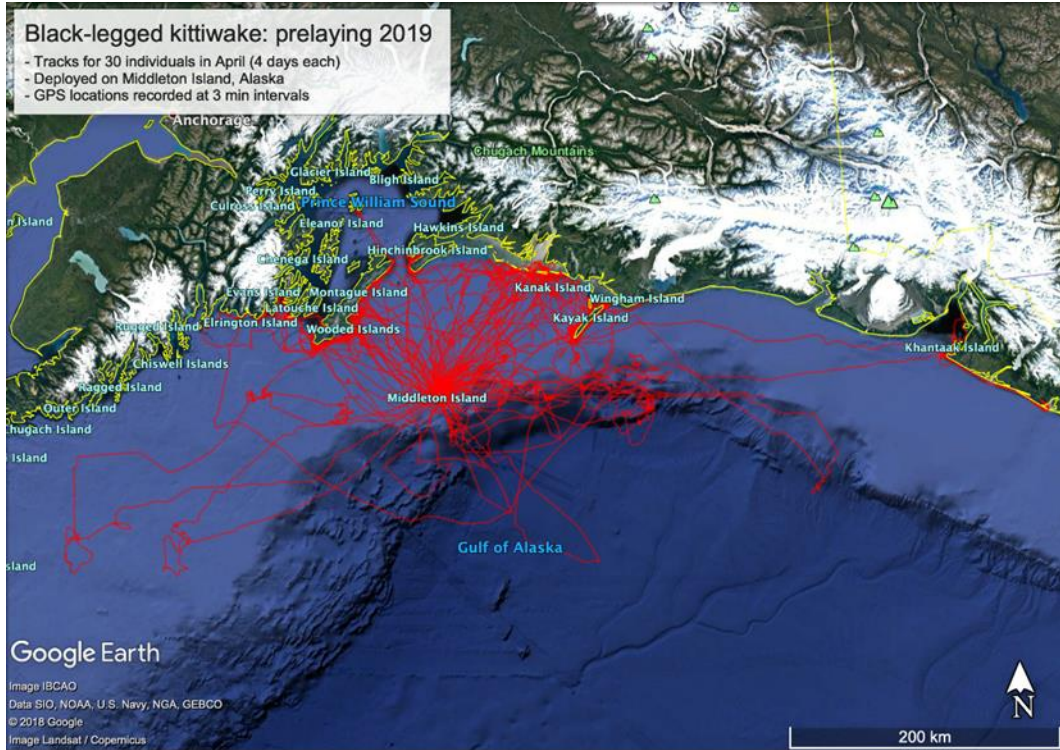 Black-legged kittiwake: prelaying 2019
- Tracks for 30 individuals in April (4 days each)
- Deployed on Middleton Island, Alaska
- GPS locations recorded at 3 min intervals
Anchorage
Chugach Mountains
Glacier Island
Bligh Island
Perry Island
Culross Island
Prince William Sound
n Island
Eleanor Island
Hawkins Island
Hinchinbrook Island
Chenega Island
Evans Island
Montague Island
Kanak Island
Wingham Island
Latouche Island
Kayak Island
Rugged Island
Elrington Island
Wooded Islands
Khantaak Island
Chiswell Islands
Ragged Island
Middleton Island
Outer Island
Chugach Island
Island
Gulf of Alaska
sland
Google Earth
Image IBCAO
Data SIO, NOAA, U.S. Navy, NGA, GEBCO
© 2018 Google
Image Landsat / Copernicus
N
200 km